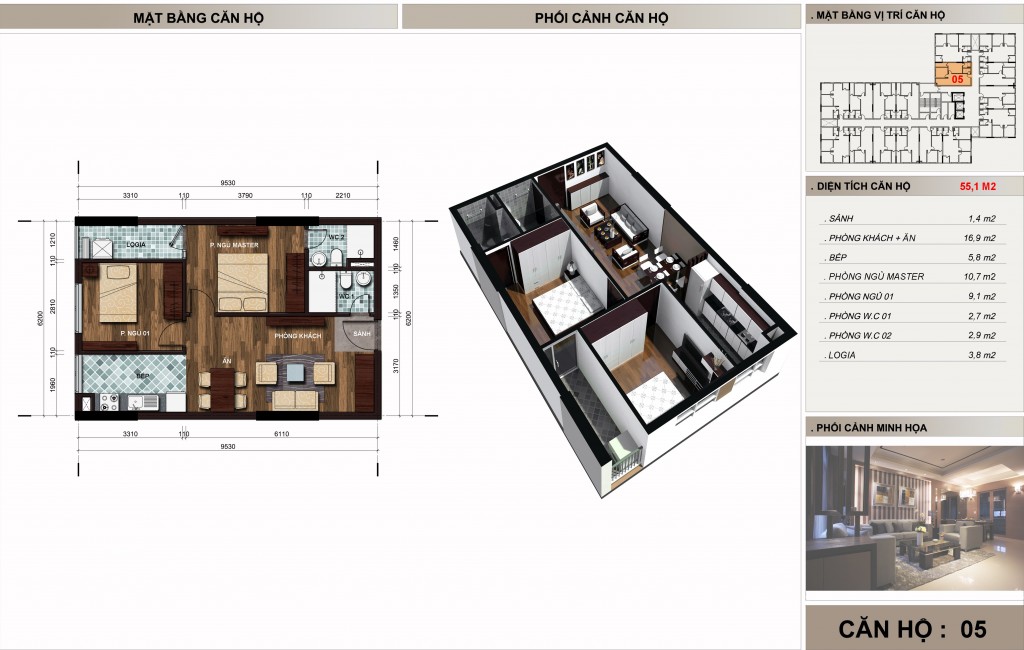 MẶT BẰNG CĂN HỘ
PHỐI CẢNH CĂN HỘ
9530
3310 110 3790 110 2210
LOGIA
P. NGỦ MASTER
WC 2
WC 1
P. NGỦ 01
PHÒNG KHÁCH
SẢNH
ĂN
BẾP
1210
110
2810
110
1960
6200
1460
110
1350
110
3170
6200
3310 110 6110
9530
. MẶT BẰNG VỊ TRÍ CĂN HỘ
05
. DIỆN TÍCH CĂN HỘ 55,1 M2
. SẢNH 1,4 m2
. PHÒNG KHÁCH + ĂN 16,9 m2
. BẾP 5,8 m2
. PHÒNG NGỦ MASTER 10,7 m2
. PHÒNG NGỦ 01 9,1 m2
. PHÒNG W.C 01 2,7 m2
. PHÒNG W.C 02 2,9 m2
. LOGIA 3,8 m2
. PHỐI CẢNH MINH HỌA
CĂN HỘ : 05